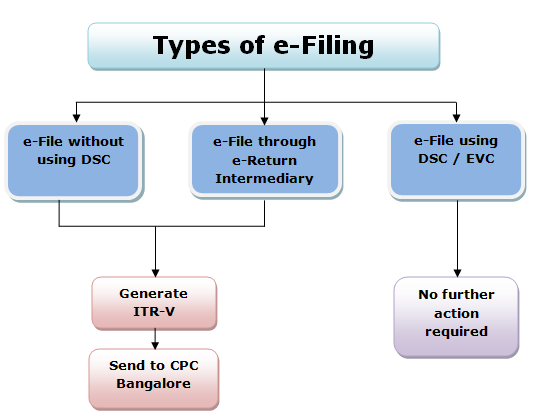 Types of e-Filing
e-File without
using DSC
e-File through
e-Return
Intermediary
e-File using
DSC / EVC
Generate
ITR-V
No further
action
required
Send to CPC
Bangalore